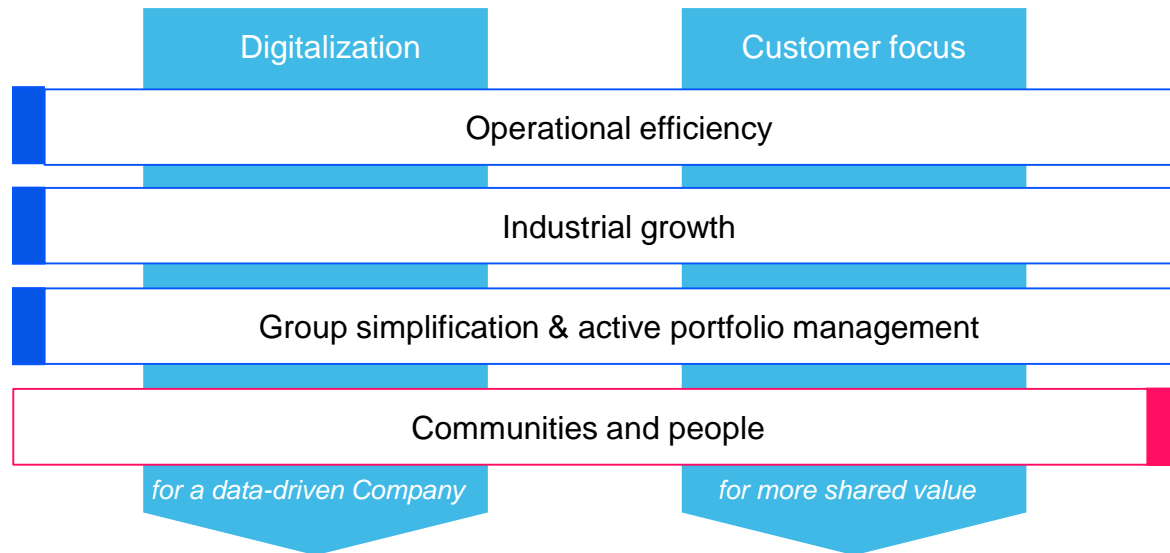 Digitalization
Customer focus
Operational efficiency
Industrial growth
Group simplification & active portfolio management
Communities and people
for a data-driven Company
for more shared value